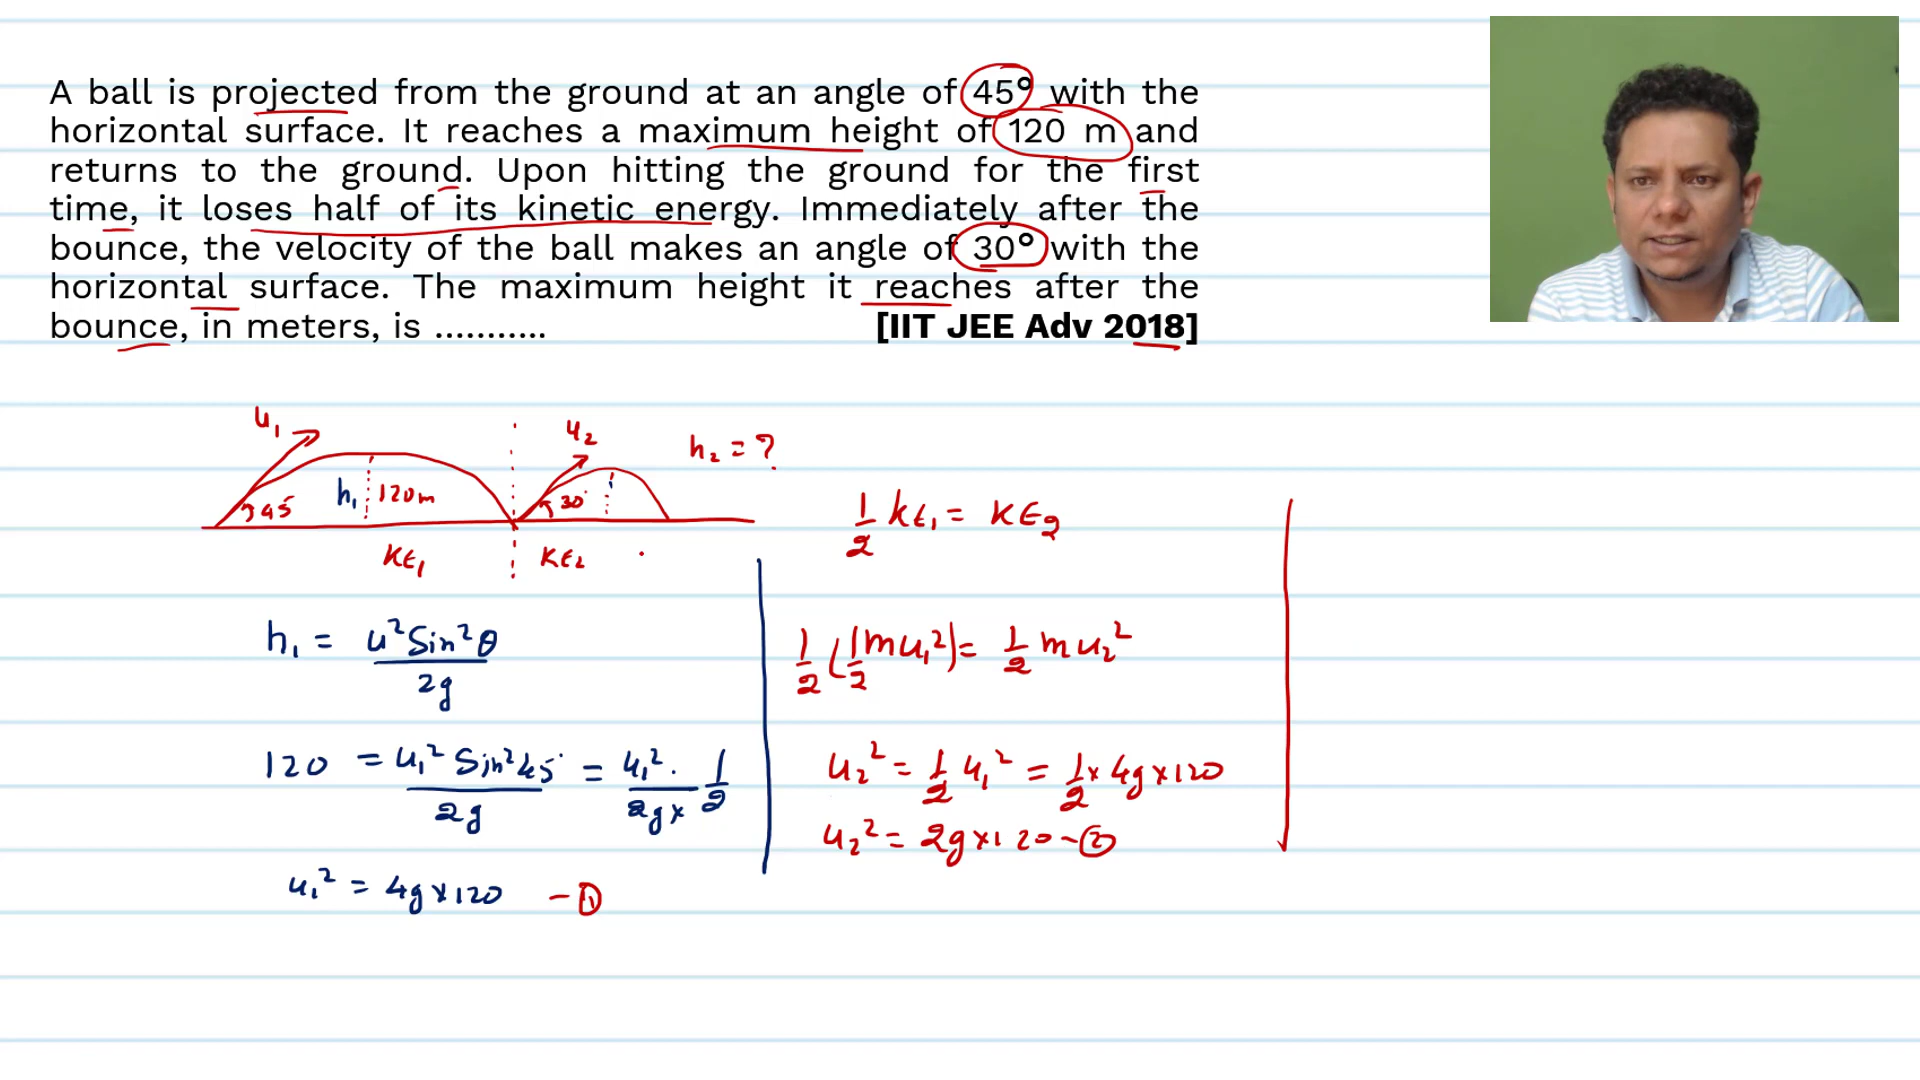 A ball is projected from the ground at an angle of 45° with the
horizontal surface. It reaches a maximum height of 120 m and
returns to the ground. Upon hitting the ground for the first
time, it loses half of its kinetic energy. Immediately after the
bounce, the velocity of the ball makes an angle of 30° with the
horizontal surface. The maximum height it reaches after the
bounce, in meters, is ........... [IIT JEE Adv 2018]
u₁
u₂
h₂ = ?
45°
h₁ 120m
30°
KE₁
KE₂
1/2 KE₁ = KE₂
h₁ = u² Sin²θ / 2g
120 = u₁² Sin²45° / 2g = u₁² · / 2g × 1/2
u₁² = 4g × 120 - ①
1/2 (1/2 m u₁²) = 1/2 m u₂²
u₂² = 1/2 u₁² = 1/2 × 4g × 120
u₂² = 2g × 120 - ②